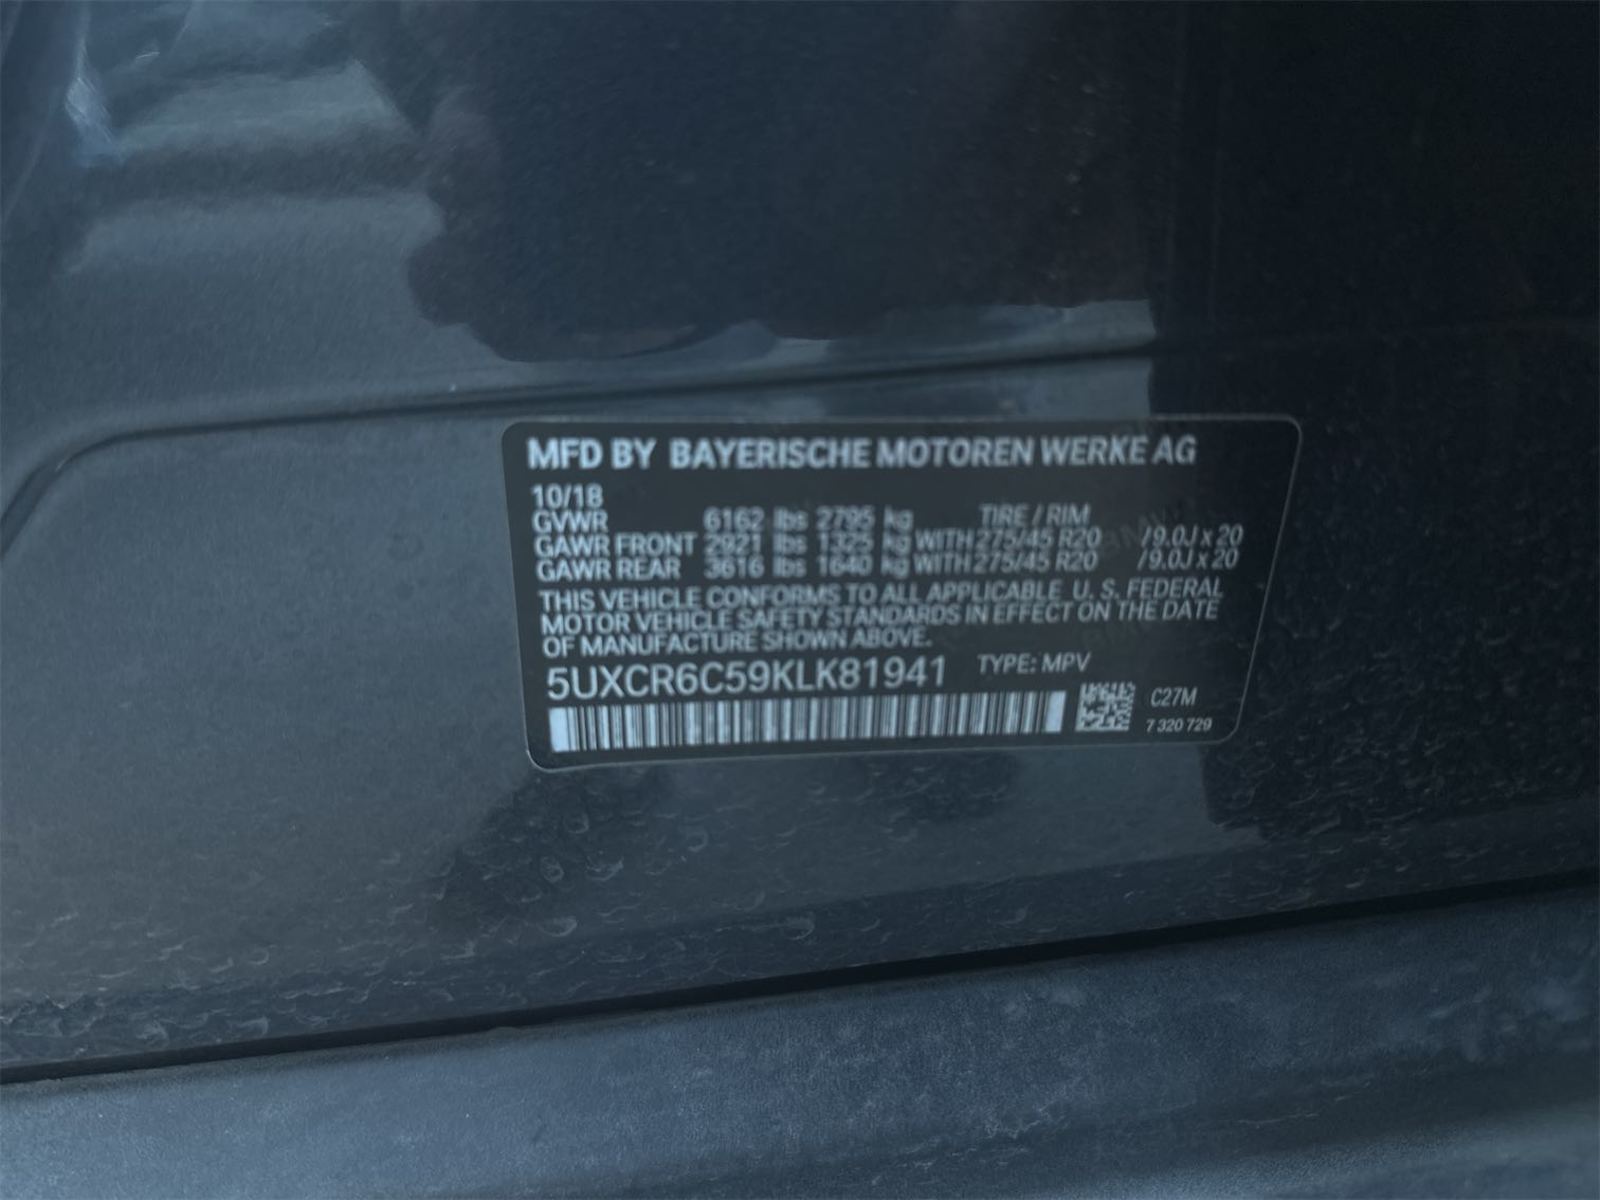 MFD BY BAYERISCHE MOTOREN WERKE AG
10/18
GVWR 6162 lbs 2795 kg TIRE / RIM
GAWR FRONT 2921 lbs 1325 kg WITH 275/45 R20 /9.0J x 20
GAWR REAR 3616 lbs 1640 kg WITH 275/45 R20 /9.0J x 20
THIS VEHICLE CONFORMS TO ALL APPLICABLE U. S. FEDERAL
MOTOR VEHICLE SAFETY STANDARDS IN EFFECT ON THE DATE
OF MANUFACTURE SHOWN ABOVE.
5UXCR6C59KLK81941 TYPE: MPV
C27M
7 320 729